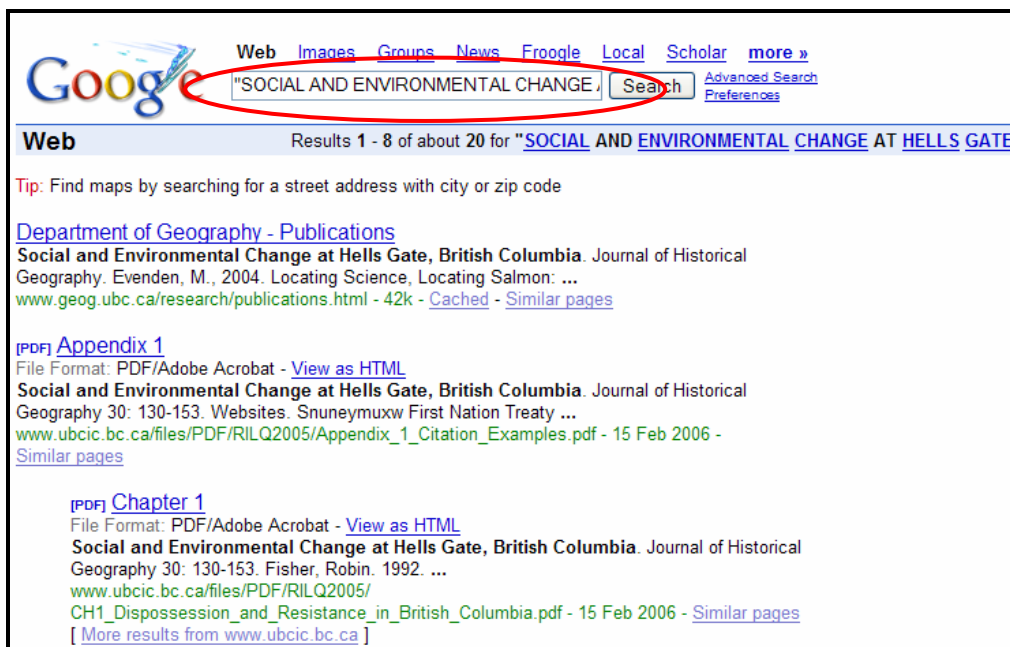 Google
Web Images Groups News Froogle Local Scholar more »
"SOCIAL AND ENVIRONMENTAL CHANGE Search Advanced Search
Preferences
Web Results 1 - 8 of about 20 for "SOCIAL AND ENVIRONMENTAL CHANGE AT HELLS GATE
Tip: Find maps by searching for a street address with city or zip code
Department of Geography - Publications
Social and Environmental Change at Hells Gate, British Columbia. Journal of Historical
Geography. Evenden, M., 2004. Locating Science, Locating Salmon: ...
www.geog.ubc.ca/research/publications.html - 42k - Cached - Similar pages
[PDF] Appendix 1
File Format: PDF/Adobe Acrobat - View as HTML
Social and Environmental Change at Hells Gate, British Columbia. Journal of Historical
Geography 30: 130-153. Websites. Snuneymuxw First Nation Treaty ...
www.ubcic.bc.ca/files/PDF/RILQ2005/Appendix_1_Citation_Examples.pdf - 15 Feb 2006 -
Similar pages
[PDF] Chapter 1
File Format: PDF/Adobe Acrobat - View as HTML
Social and Environmental Change at Hells Gate, British Columbia. Journal of Historical
Geography 30: 130-153. Fisher, Robin. 1992. ...
www.ubcic.bc.ca/files/PDF/RILQ2005/
CH1_Dispossession_and_Resistance_in_British_Columbia.pdf - 15 Feb 2006 - Similar pages
[ More results from www.ubcic.bc.ca ]